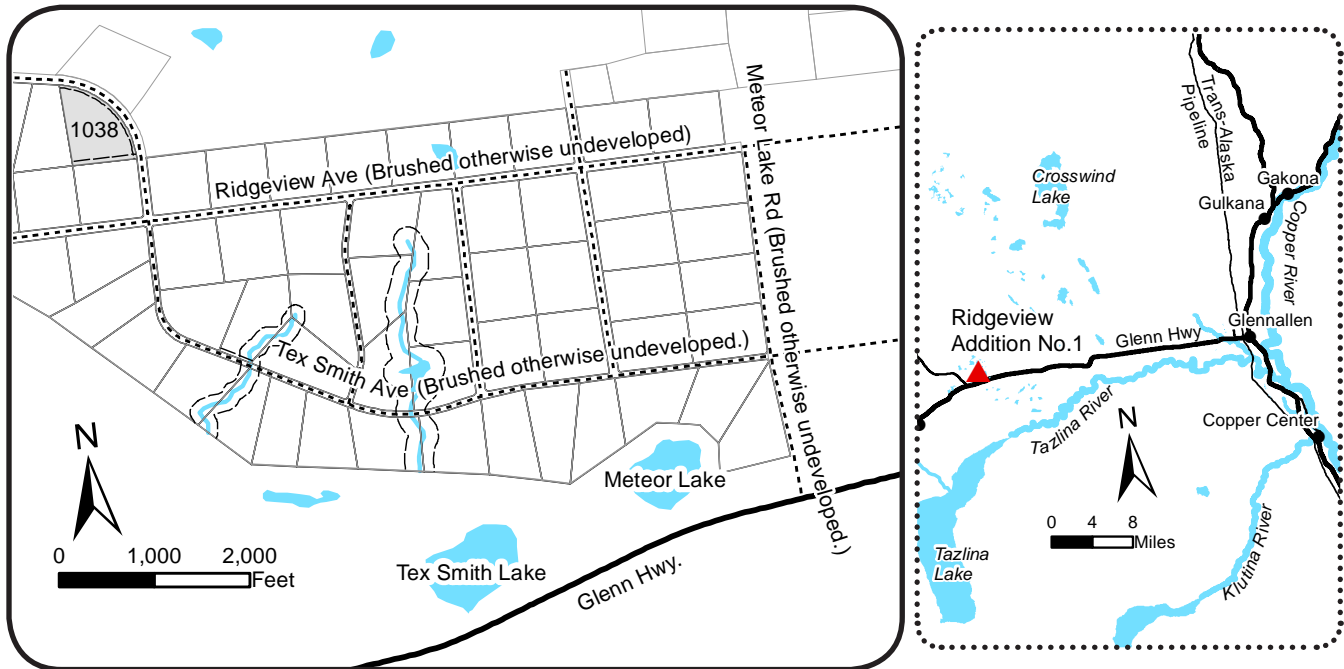 1038
Ridgeview Ave (Brushed otherwise undeveloped)
Meteor Lake Rd (Brushed otherwise undeveloped.)
Tex Smith Ave (Brushed otherwise undeveloped.)
N
0 1,000 2,000
Feet
Meteor Lake
Tex Smith Lake
Glenn Hwy.
Trans-Alaska
Pipeline
Crosswind
Lake
Gakona
Gulkana
Copper River
Ridgeview
Addition No.1
Glenn Hwy
Glennallen
Tazlina River
Copper Center
N
0 4 8
Miles
Tazlina
Lake
Klutina River